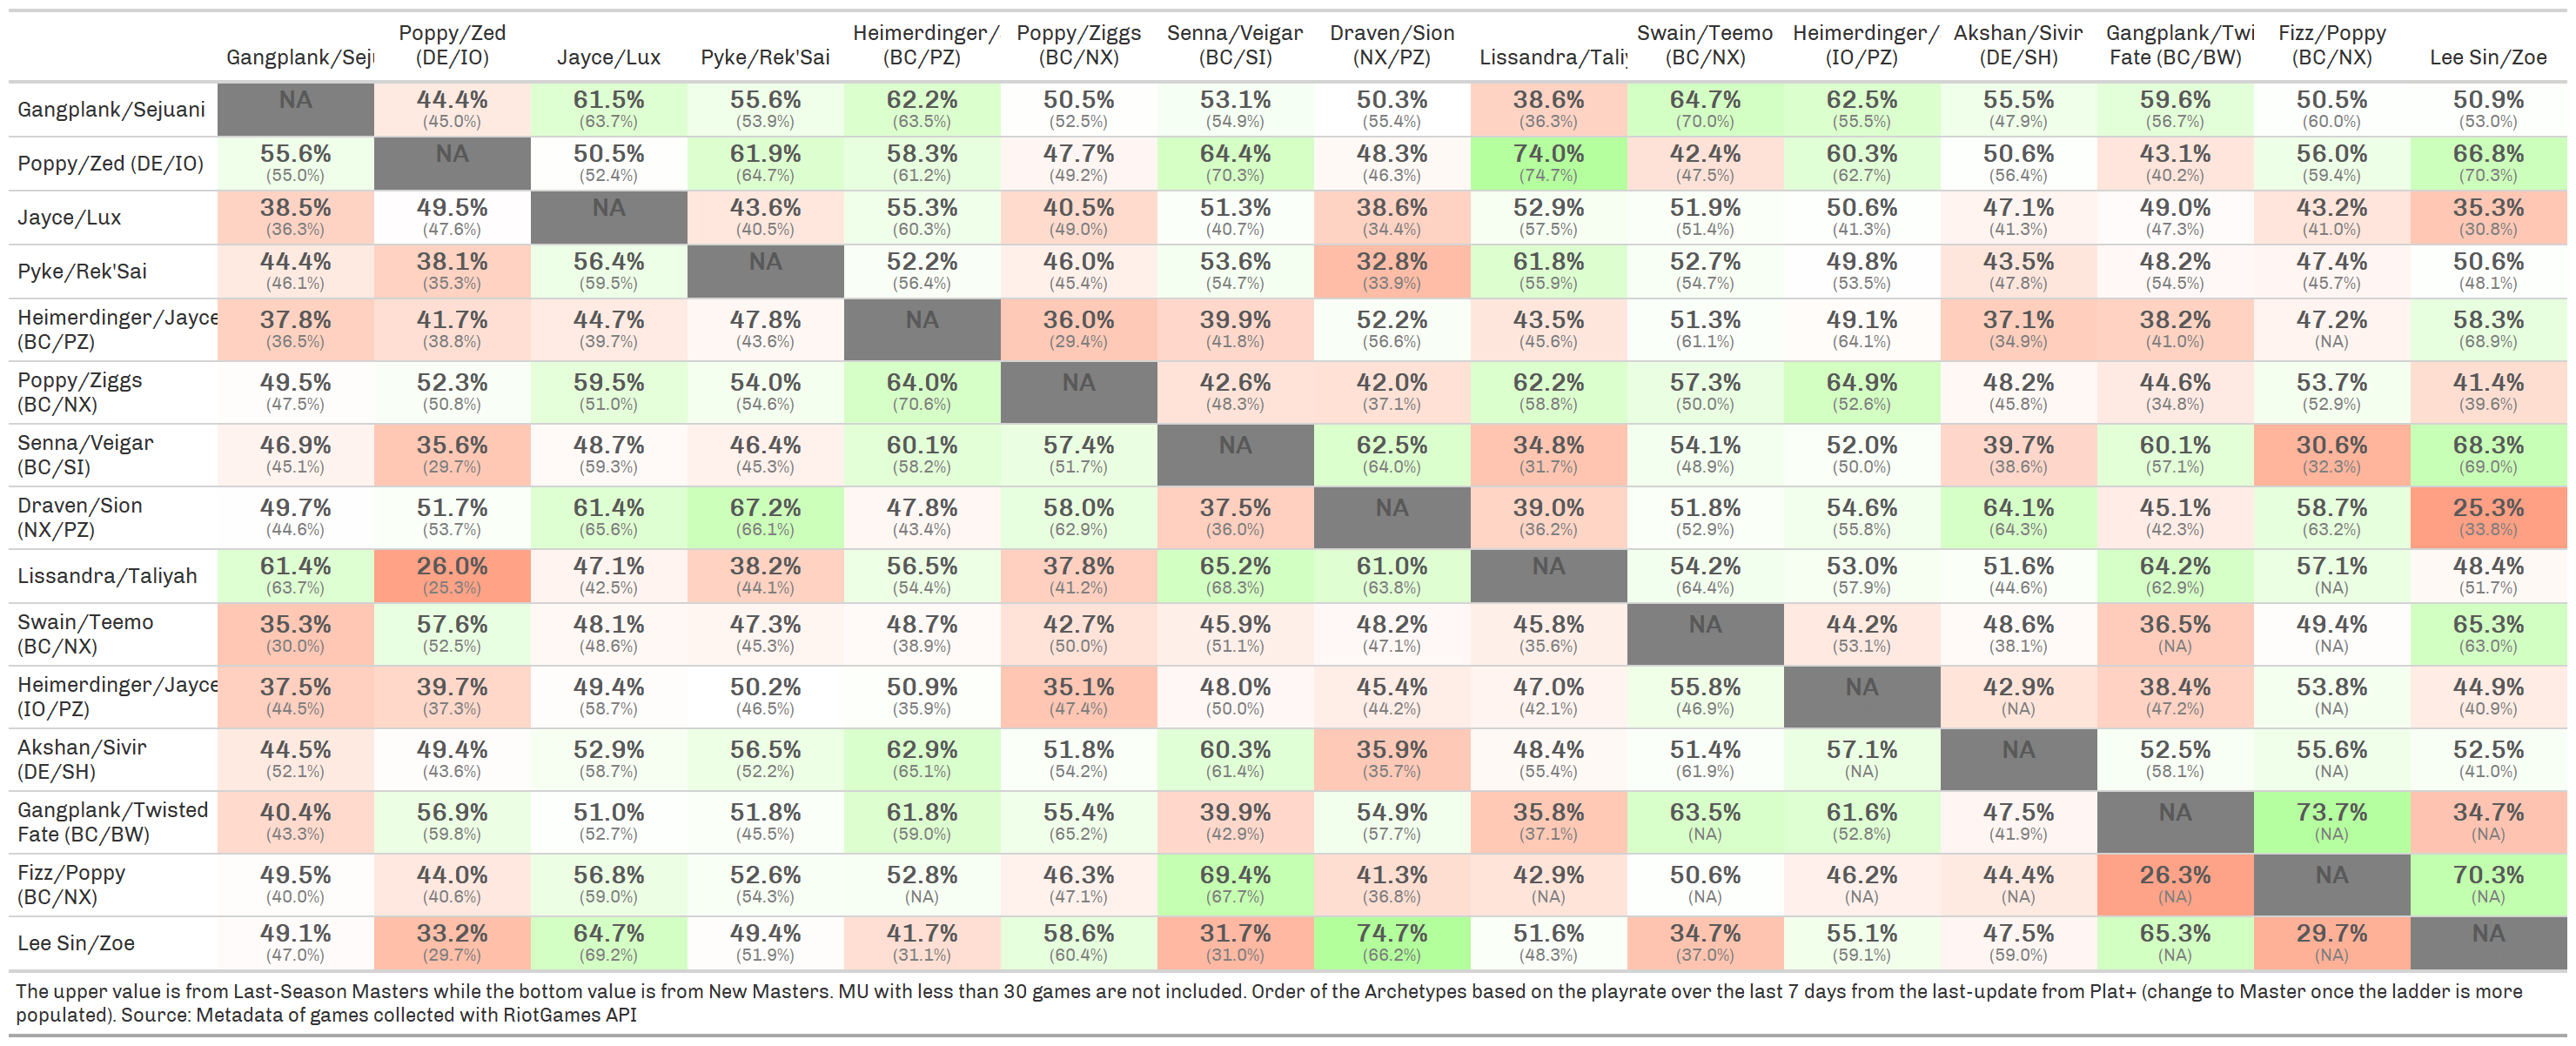 Gangplank/Sej Poppy/Zed (DE/IO) Jayce/Lux Pyke/Rek'Sai Heimerdinger/ (BC/PZ) Poppy/Ziggs (BC/NX) Senna/Veigar (BC/SI) Draven/Sion (NX/PZ) Lissandra/Tali Swain/Teemo (BC/NX) Heimerdinger/ (IO/PZ) Akshan/Sivir (DE/SH) Gangplank/Twi Fate (BC/BW) Fizz/Poppy (BC/NX) Lee Sin/Zoe
Gangplank/Sejuani NA 44.4% 61.5% 55.6% 62.2% 50.5% 53.1% 50.3% 38.6% 64.7% 62.5% 55.5% 59.6% 50.5% 50.9%
(45.0%) (63.7%) (53.9%) (63.5%) (52.5%) (54.9%) (55.4%) (36.3%) (70.0%) (55.5%) (47.9%) (56.7%) (60.0%) (53.0%)
Poppy/Zed (DE/IO) 55.6% NA 50.5% 61.9% 58.3% 47.7% 64.4% 48.3% 74.0% 42.4% 60.3% 50.6% 43.1% 56.0% 66.8%
(55.0%) (52.4%) (64.7%) (61.2%) (49.2%) (70.3%) (46.3%) (74.7%) (47.5%) (62.7%) (56.4%) (40.2%) (59.4%) (70.3%)
Jayce/Lux 38.5% 49.5% NA 43.6% 55.3% 40.5% 51.3% 38.6% 52.9% 51.9% 50.6% 47.1% 49.0% 43.2% 35.3%
(36.3%) (47.6%) (40.5%) (60.3%) (49.0%) (40.7%) (34.4%) (57.5%) (51.4%) (41.3%) (41.3%) (47.3%) (41.0%) (30.8%)
Pyke/Rek'Sai 44.4% 38.1% 56.4% NA 52.2% 46.0% 53.6% 32.8% 61.8% 52.7% 49.8% 43.5% 48.2% 47.4% 50.6%
(46.1%) (35.3%) (59.5%) (56.4%) (45.4%) (54.7%) (33.9%) (55.9%) (54.7%) (53.5%) (47.8%) (54.5%) (45.7%) (48.1%)
Heimerdinger/Jayce 37.8% 41.7% 44.7% 47.8% NA 36.0% 39.9% 52.2% 43.5% 51.3% 49.1% 37.1% 38.2% 47.2% 58.3%
(BC/PZ) (36.5%) (38.8%) (39.7%) (43.6%) (29.4%) (41.8%) (56.6%) (45.6%) (61.1%) (64.1%) (34.9%) (41.0%) (NA) (68.9%)
Poppy/Ziggs 49.5% 52.3% 59.5% 54.0% 64.0% NA 42.6% 42.0% 62.2% 57.3% 64.9% 48.2% 44.6% 53.7% 41.4%
(BC/NX) (47.5%) (50.8%) (51.0%) (54.6%) (70.6%) (48.3%) (37.1%) (58.8%) (50.0%) (52.6%) (45.8%) (34.8%) (52.9%) (39.6%)
Senna/Veigar 46.9% 35.6% 48.7% 46.4% 60.1% 57.4% NA 62.5% 34.8% 54.1% 52.0% 39.7% 60.1% 30.6% 68.3%
(BC/SI) (45.1%) (29.7%) (59.3%) (45.3%) (58.2%) (51.7%) (64.0%) (31.7%) (48.9%) (50.0%) (38.6%) (57.1%) (32.3%) (69.0%)
Draven/Sion 49.7% 51.7% 61.4% 67.2% 47.8% 58.0% 37.5% NA 39.0% 51.8% 54.6% 64.1% 45.1% 58.7% 25.3%
(NX/PZ) (44.6%) (53.7%) (65.6%) (66.1%) (43.4%) (62.9%) (36.0%) (36.2%) (52.9%) (55.8%) (64.3%) (42.3%) (63.2%) (33.8%)
Lissandra/Taliyah 61.4% 26.0% 47.1% 38.2% 56.5% 37.8% 65.2% 61.0% NA 54.2% 53.0% 51.6% 64.2% 57.1% 48.4%
(63.7%) (25.3%) (42.5%) (44.1%) (54.4%) (41.2%) (68.3%) (63.8%) (64.4%) (57.9%) (44.6%) (62.9%) (NA) (51.7%)
Swain/Teemo 35.3% 57.6% 48.1% 47.3% 48.7% 42.7% 45.9% 48.2% 45.8% NA 44.2% 48.6% 36.5% 49.4% 65.3%
(BC/NX) (30.0%) (52.5%) (48.6%) (45.3%) (38.9%) (50.0%) (51.1%) (47.1%) (35.6%) (53.1%) (38.1%) (NA) (NA) (63.0%)
Heimerdinger/Jayce 37.5% 39.7% 49.4% 50.2% 50.9% 35.1% 48.0% 45.4% 47.0% 55.8% NA 42.9% 38.4% 53.8% 44.9%
(IO/PZ) (44.5%) (37.3%) (58.7%) (46.5%) (35.9%) (47.4%) (50.0%) (44.2%) (42.1%) (46.9%) (NA) (47.2%) (NA) (40.9%)
Akshan/Sivir 44.5% 49.4% 52.9% 56.5% 62.9% 51.8% 60.3% 35.9% 48.4% 51.4% 57.1% NA 52.5% 55.6% 52.5%
(DE/SH) (52.1%) (43.6%) (58.7%) (52.2%) (65.1%) (54.2%) (61.4%) (35.7%) (55.4%) (61.9%) (NA) (58.1%) (NA) (41.0%)
Gangplank/Twisted 40.4% 56.9% 51.0% 51.8% 61.8% 55.4% 39.9% 54.9% 35.8% 63.5% 61.6% 47.5% NA 73.7% 34.7%
Fate (BC/BW) (43.3%) (59.8%) (52.7%) (45.5%) (59.0%) (65.2%) (42.9%) (57.7%) (37.1%) (NA) (52.8%) (41.9%) (NA) (NA)
Fizz/Poppy 49.5% 44.0% 56.8% 52.6% 52.8% 46.3% 69.4% 41.3% 42.9% 50.6% 46.2% 44.4% 26.3% NA 70.3%
(BC/NX) (40.0%) (40.6%) (59.0%) (54.3%) (NA) (47.1%) (67.7%) (36.8%) (NA) (NA) (NA) (NA) (NA) (NA)
Lee Sin/Zoe 49.1% 33.2% 64.7% 49.4% 41.7% 58.6% 31.7% 74.7% 51.6% 34.7% 55.1% 47.5% 65.3% 29.7% NA
(47.0%) (29.7%) (69.2%) (51.9%) (31.1%) (60.4%) (31.0%) (66.2%) (48.3%) (37.0%) (59.1%) (59.0%) (NA) (NA)
The upper value is from Last-Season Masters while the bottom value is from New Masters. MU with less than 30 games are not included. Order of the Archetypes based on the playrate over the last 7 days from the last-update from Plat+ (change to Master once the ladder is more
populated). Source: Metadata of games collected with RiotGames API